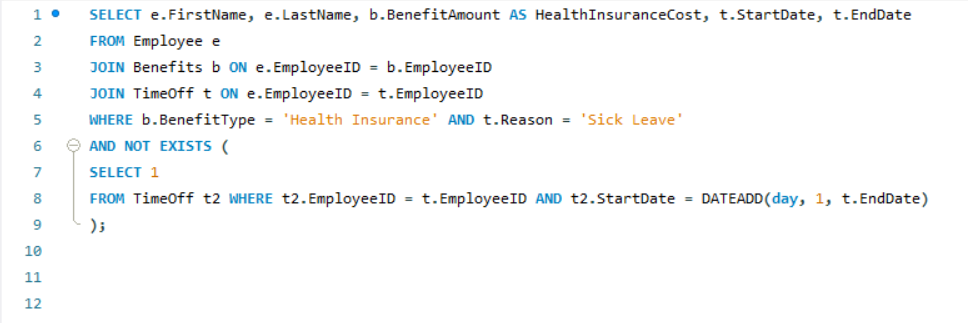 1 SELECT e.FirstName, e.LastName, b.BenefitAmount AS HealthInsuranceCost, t.StartDate, t.EndDate
2 FROM Employee e
3 JOIN Benefits b ON e.EmployeeID = b.EmployeeID
4 JOIN TimeOff t ON e.EmployeeID = t.EmployeeID
5 WHERE b.BenefitType = 'Health Insurance' AND t.Reason = 'Sick Leave'
6 AND NOT EXISTS (
7 SELECT 1
8 FROM TimeOff t2 WHERE t2.EmployeeID = t.EmployeeID AND t2.StartDate = DATEADD(day, 1, t.EndDate)
9 );
10
11
12